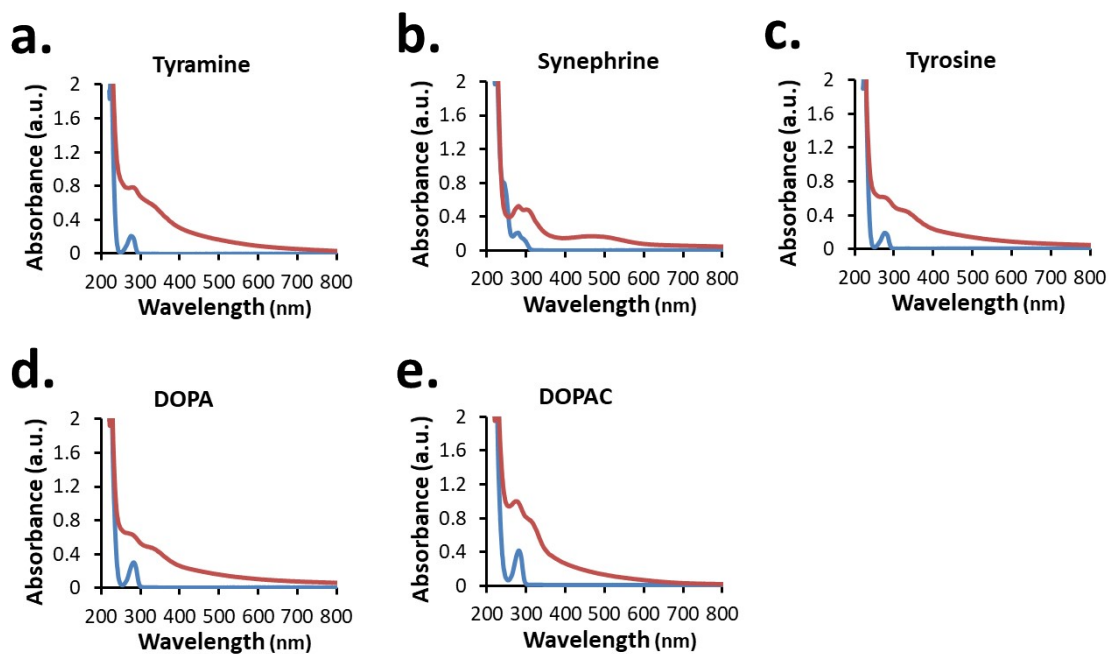 a.
Tyramine
Absorbance (a.u.)
2
1.6
1.2
0.8
0.4
0
200 300 400 500 600 700 800
Wavelength (nm)
b.
Synephrine
Absorbance (a.u.)
2
1.6
1.2
0.8
0.4
0
200 300 400 500 600 700 800
Wavelength (nm)
c.
Tyrosine
Absorbance (a.u.)
2
1.6
1.2
0.8
0.4
0
200 300 400 500 600 700 800
Wavelength (nm)
d.
DOPA
Absorbance (a.u.)
2
1.6
1.2
0.8
0.4
0
200 300 400 500 600 700 800
Wavelength (nm)
e.
DOPAC
Absorbance (a.u.)
2
1.6
1.2
0.8
0.4
0
200 300 400 500 600 700 800
Wavelength (nm)